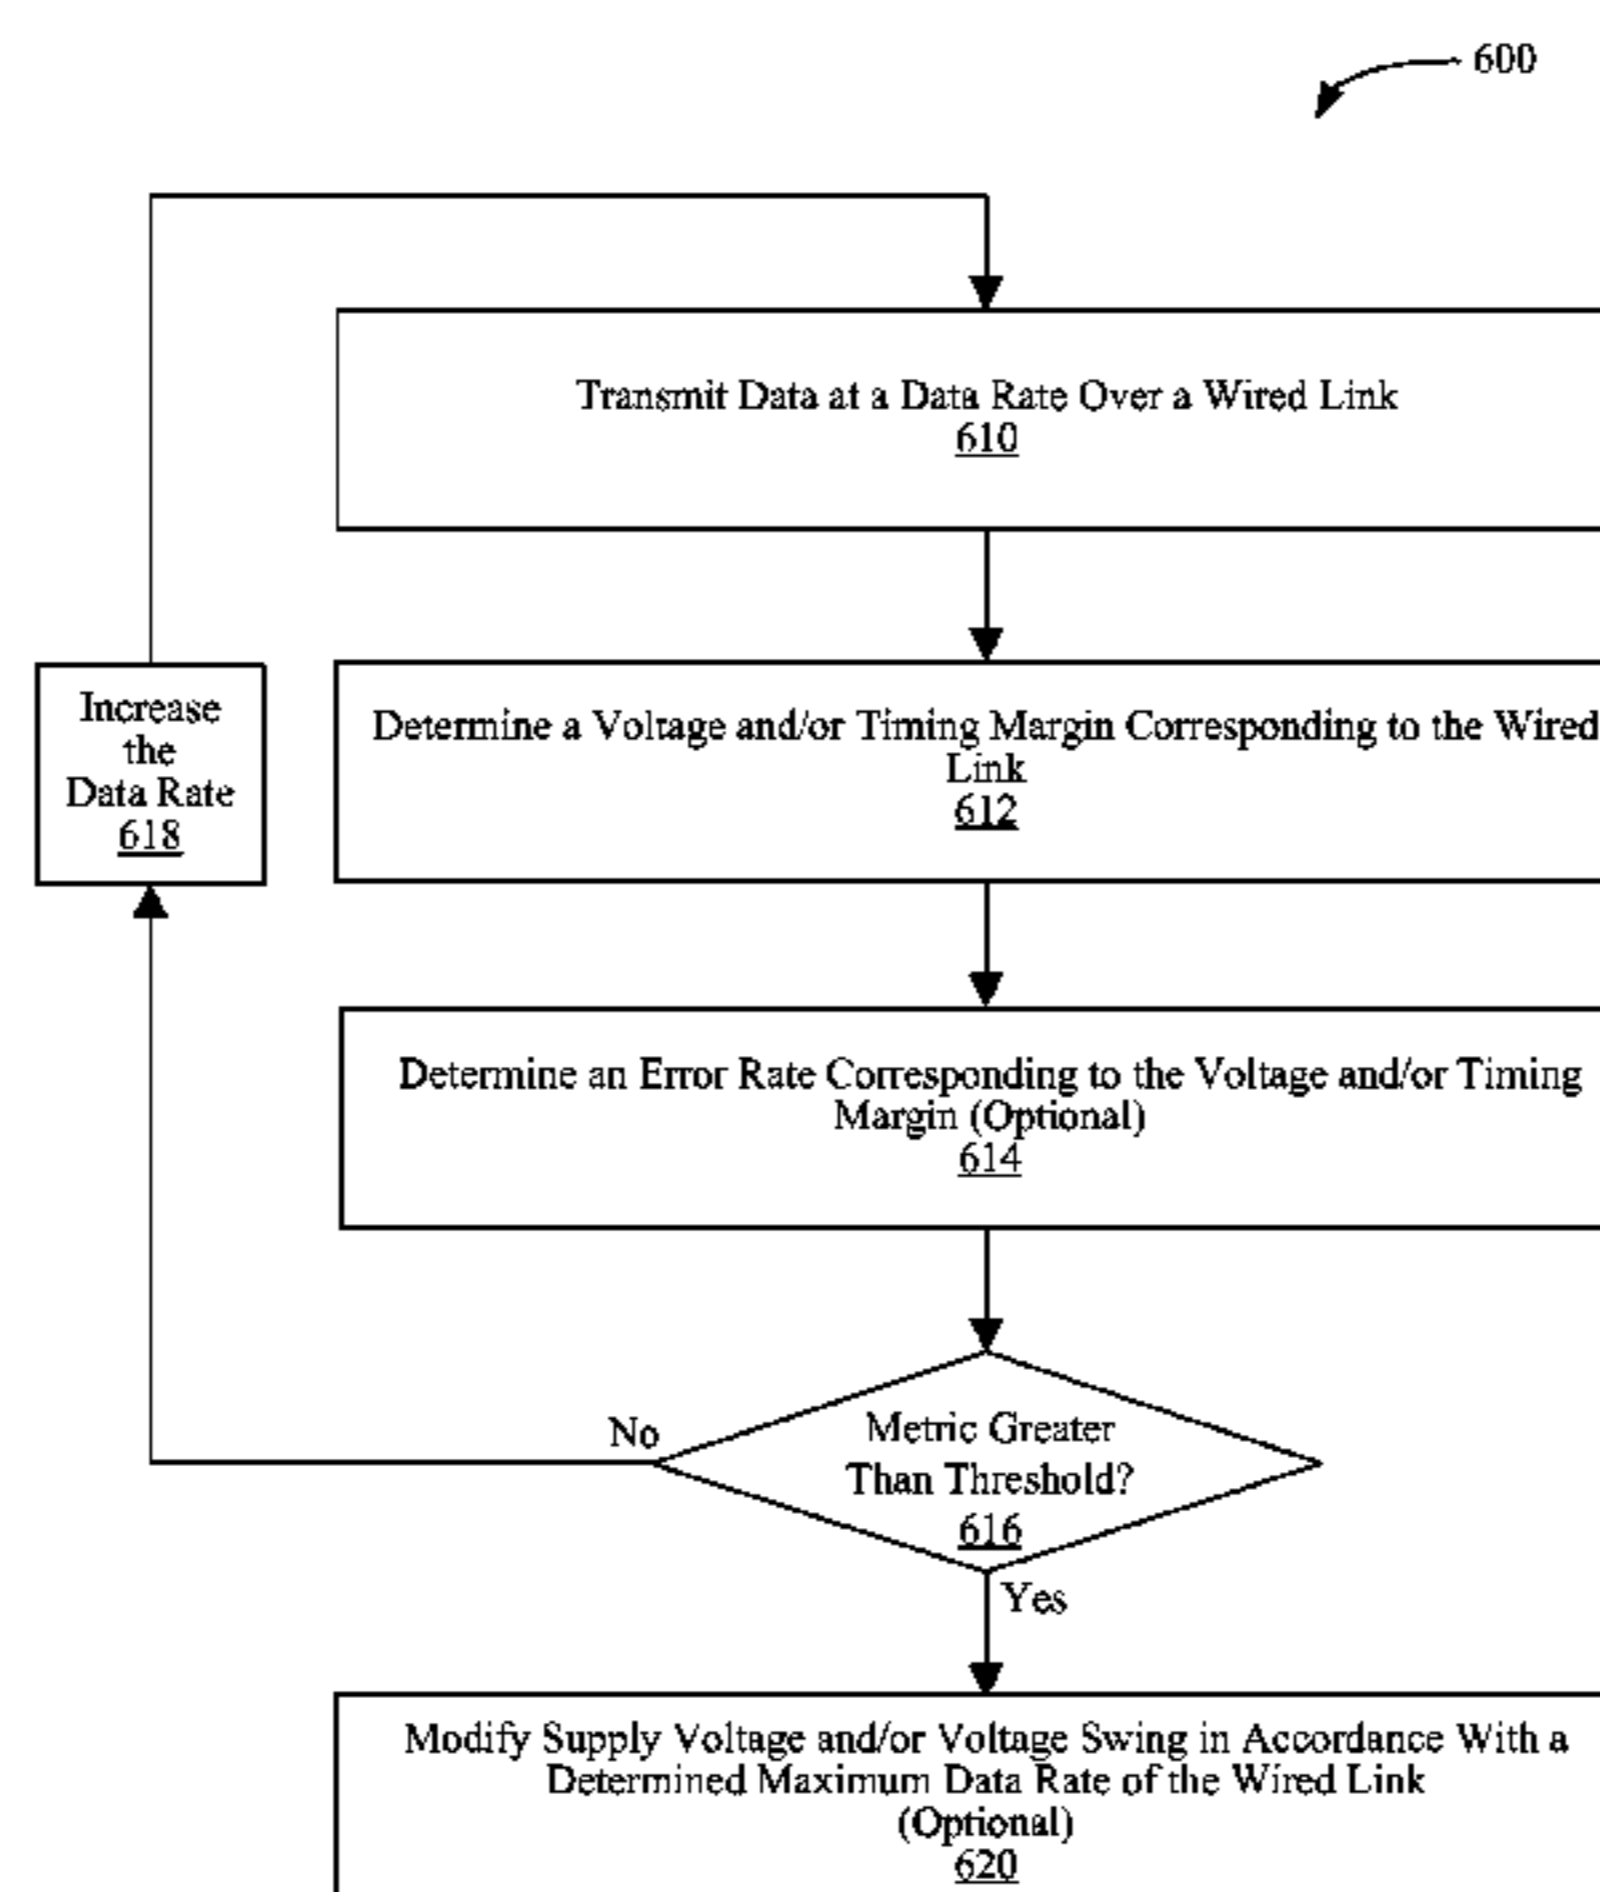 600
Transmit Data at a Data Rate Over a Wired Link
610
Increase
the
Data Rate
618
Determine a Voltage and/or Timing Margin Corresponding to the Wired
Link
612
Determine an Error Rate Corresponding to the Voltage and/or Timing
Margin (Optional)
614
No
Metric Greater
Than Threshold?
616
Yes
Modify Supply Voltage and/or Voltage Swing in Accordance With a
Determined Maximum Data Rate of the Wired Link
(Optional)
620